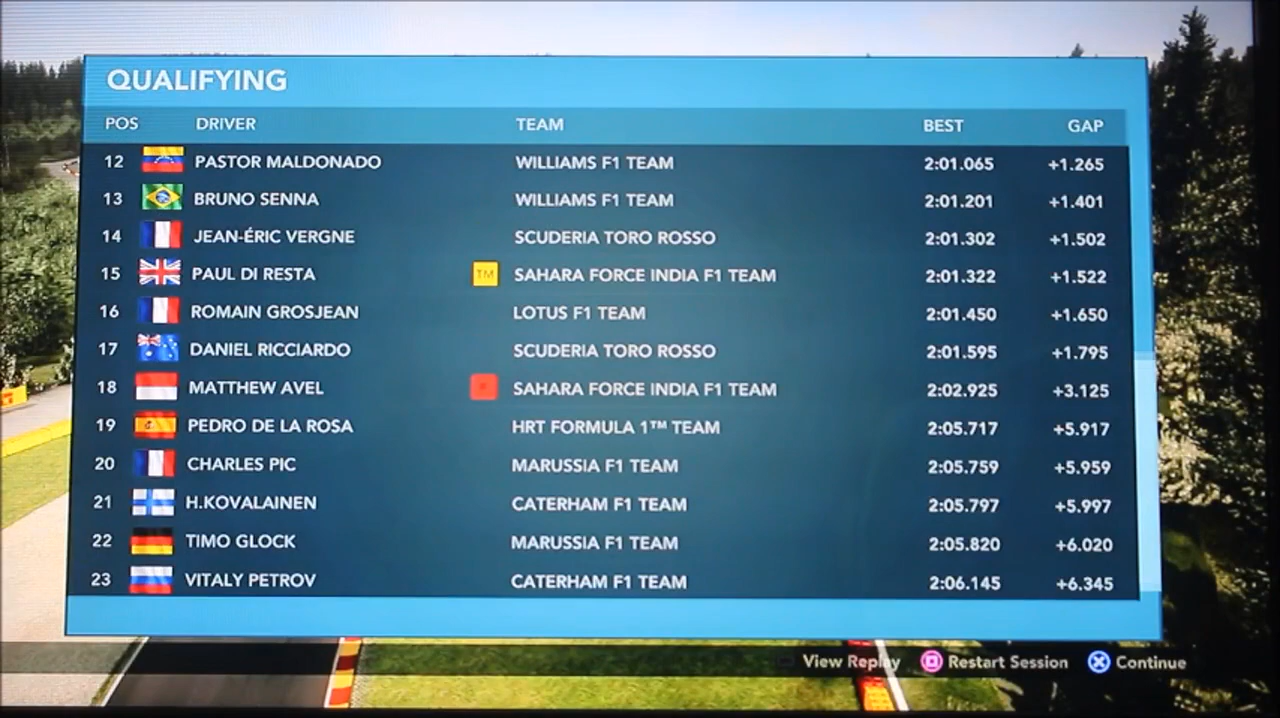 QUALIFYING
POS DRIVER TEAM BEST GAP
12 PASTOR MALDONADO WILLIAMS F1 TEAM 2:01.065 +1.265
13 BRUNO SENNA WILLIAMS F1 TEAM 2:01.201 +1.401
14 JEAN-ÉRIC VERGNE SCUDERIA TORO ROSSO 2:01.302 +1.502
15 PAUL DI RESTA TM SAHARA FORCE INDIA F1 TEAM 2:01.322 +1.522
16 ROMAIN GROSJEAN LOTUS F1 TEAM 2:01.450 +1.650
17 DANIEL RICCIARDO SCUDERIA TORO ROSSO 2:01.595 +1.795
18 MATTHEW AVEL SAHARA FORCE INDIA F1 TEAM 2:02.925 +3.125
19 PEDRO DE LA ROSA HRT FORMULA 1™ TEAM 2:05.717 +5.917
20 CHARLES PIC MARUSSIA F1 TEAM 2:05.759 +5.959
21 H.KOVALAINEN CATERHAM F1 TEAM 2:05.797 +5.997
22 TIMO GLOCK MARUSSIA F1 TEAM 2:05.820 +6.020
23 VITALY PETROV CATERHAM F1 TEAM 2:06.145 +6.345
View Replay Restart Session Continue